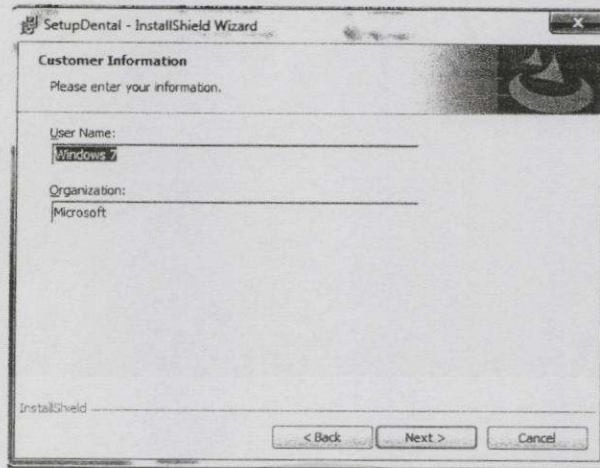 SetupDental - InstallShield Wizard
Customer Information
Please enter your information.
User Name:
Windows 7
Organization:
Microsoft
InstallShield
< Back
Next >
Cancel